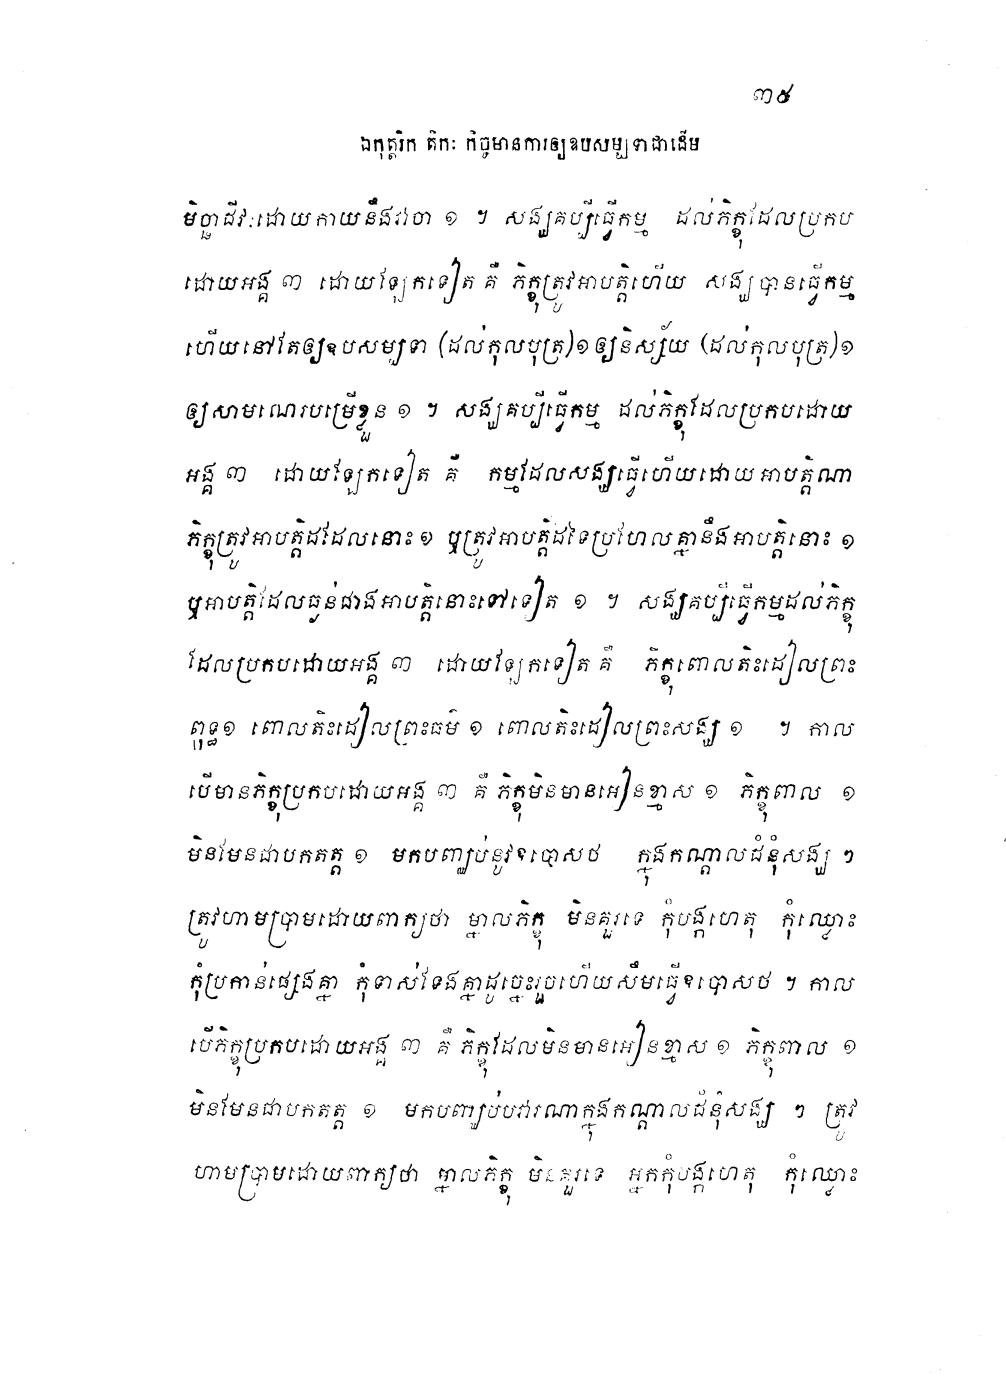 ៣៩
ឯកុត្តរិក តិកៈ កិច្ចមានការឲ្យឧបសម្បទាជាដើម
មិច្ឆាជីវៈដោយកាយនឹងវាចា ១ ។ សង្ឃគប្បីធ្វើកម្ម ដល់ភិក្ខុដែលប្រកប
ដោយអង្គ ៣ ដោយឡែកទៀត គឺ ភិក្ខុត្រូវអាបត្តិហើយ សង្ឃបានធ្វើកម្ម
ហើយនៅតែឲ្យឧបសម្បទា (ដល់កុលបុត្រ)១ឲ្យនិស្ស័យ (ដល់កុលបុត្រ)១
ឲ្យសាមណេរបម្រើខ្លួន ១ ។ សង្ឃគប្បីធ្វើកម្ម ដល់ភិក្ខុដែលប្រកបដោយ
អង្គ ៣ ដោយឡែកទៀត គឺ កម្មដែលសង្ឃធ្វើហើយដោយអាបត្តិណា
ភិក្ខុត្រូវអាបត្តិដដែលនោះ ១ ឬត្រូវអាបត្តិដទៃប្រហែលគ្នានឹងអាបត្តិនោះ ១
ឬអាបត្តិដែលធ្ងន់ជាងអាបត្តិនោះទៅទៀត ១ ។ សង្ឃគប្បីធ្វើកម្មដល់ភិក្ខុ
ដែលប្រកបដោយអង្គ ៣ ដោយឡែកទៀត គឺ ភិក្ខុពោលតិះដៀលព្រះ
ពុទ្ធ១ ពោលតិះដៀលព្រះធម៌ ១ ពោលតិះដៀលព្រះសង្ឃ ១ ។ កាល
បើមានភិក្ខុប្រកបដោយអង្គ ៣ គឺ ភិក្ខុមិនមានអៀនខ្មាស ១ ភិក្ខុពាល ១
មិនមែនជាបកតត្ត ១ មកបញ្ឈប់នូវឧបោសថ ក្នុងកណ្តាលជំនុំសង្ឃ ៗ
ត្រូវហាមប្រាមដោយពាក្យថា ម្នាលភិក្ខុ មិនគួរទេ កុំបង្កហេតុ កុំឈ្លោះ
កុំប្រកាន់ផ្សេងគ្នា កុំទាស់ទែងគ្នាដូច្នេះរួចហើយសឹមធ្វើឧបោសថ ។ កាល
បើភិក្ខុប្រកបដោយអង្គ ៣ គឺ ភិក្ខុដែលមិនមានអៀនខ្មាស ១ ភិក្ខុពាល ១
មិនមែនជាបកតត្ត ១ មកបញ្ឈប់បវារណាក្នុងកណ្តាលជំនុំសង្ឃ ៗ ត្រូវ
ហាមប្រាមដោយពាក្យថា ម្នាលភិក្ខុ មិនគួរទេ អ្នកកុំបង្កហេតុ កុំឈ្លោះ